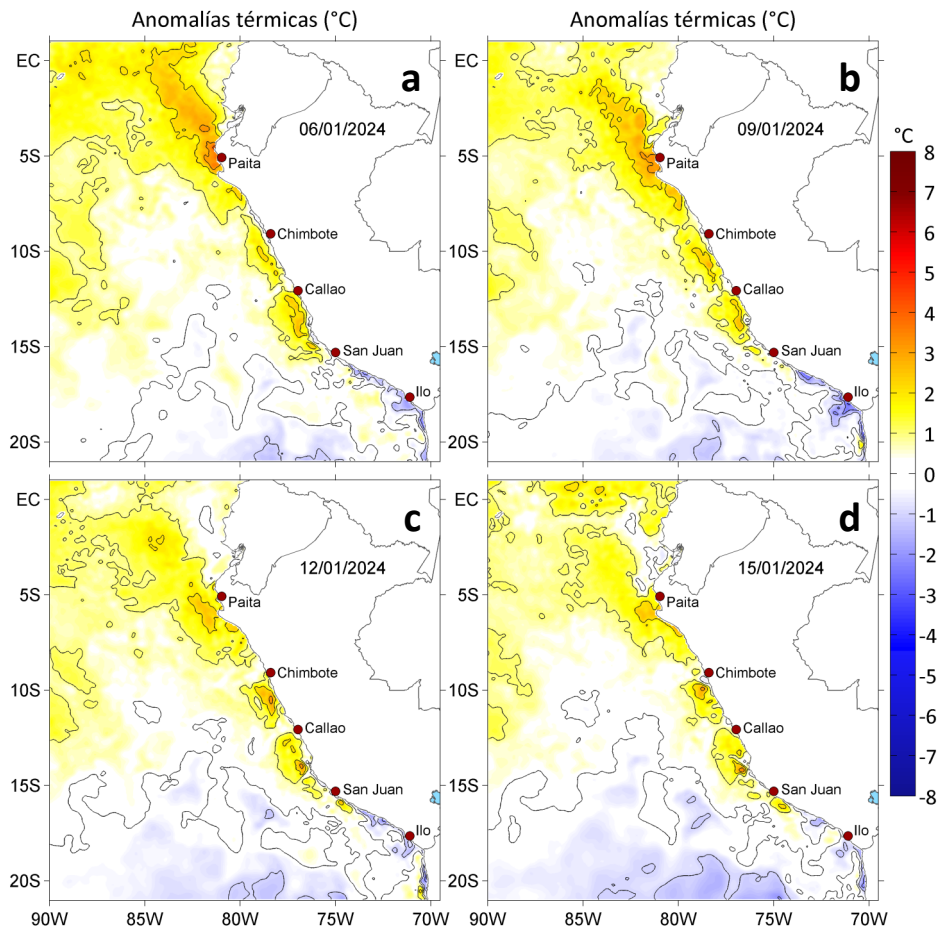 Anomalías térmicas (°C)
Anomalías térmicas (°C)
EC
5S
10S
15S
20S
a
06/01/2024
Paita
Chimbote
Callao
San Juan
Ilo
EC
5S
10S
15S
20S
b
09/01/2024
Paita
Chimbote
Callao
San Juan
Ilo
°C
8
7
6
5
4
3
2
1
0
-1
-2
-3
-4
-5
-6
-7
-8
EC
5S
10S
15S
20S
c
12/01/2024
Paita
Chimbote
Callao
San Juan
Ilo
90W
85W
80W
75W
70W
EC
5S
10S
15S
20S
d
15/01/2024
Paita
Chimbote
Callao
San Juan
Ilo
90W
85W
80W
75W
70W